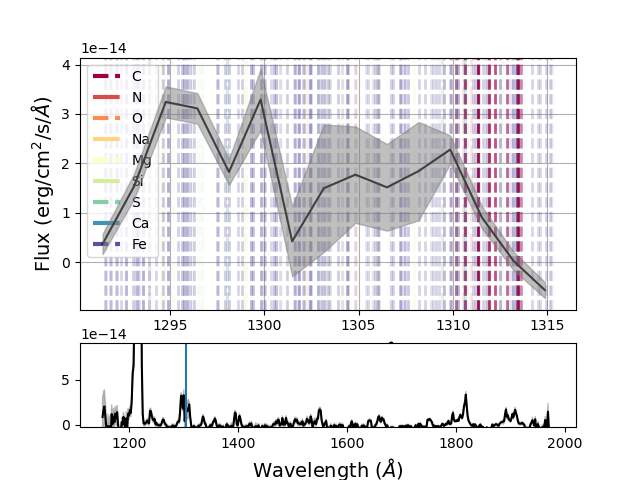 1e−14
4
3
2
1
0
Flux (erg/cm²/s/Å)
C
N
O
Na
Mg
Si
S
Ca
Fe
1295 1300 1305 1310 1315
1e−14
5
0
1200 1400 1600 1800 2000
Wavelength (Å)